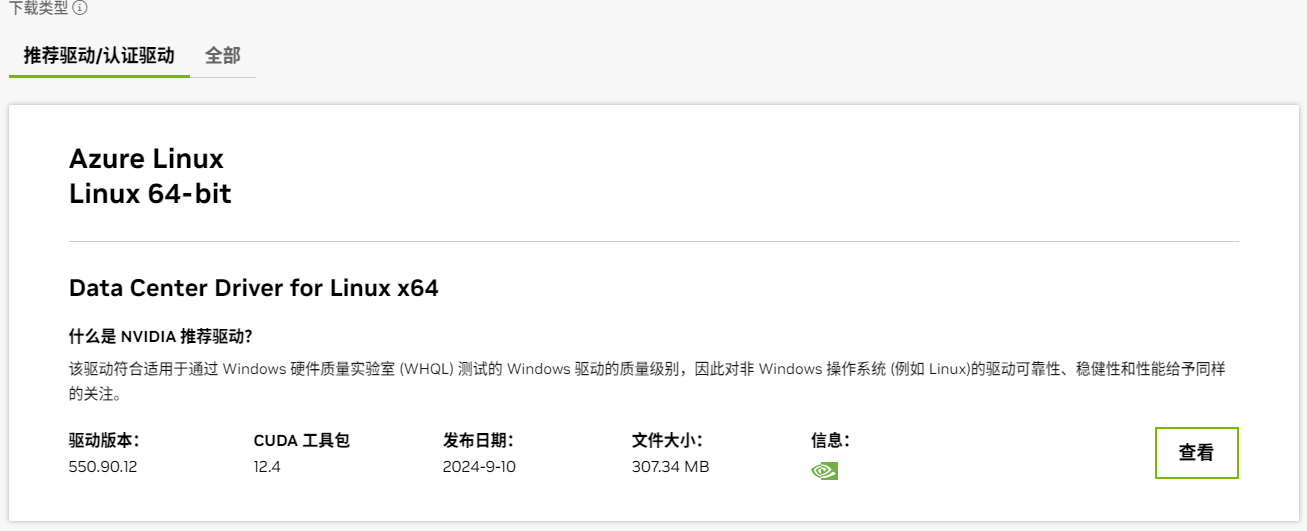 下载类型
推荐驱动/认证驱动 全部
Azure Linux
Linux 64-bit
Data Center Driver for Linux x64
什么是 NVIDIA 推荐驱动?
该驱动符合适用于通过 Windows 硬件质量实验室 (WHQL) 测试的 Windows 驱动的质量级别，因此对非 Windows 操作系统 (例如 Linux)的驱动可靠性、稳健性和性能给予同样
的关注。
驱动版本： CUDA 工具包 发布日期： 文件大小： 信息：
550.90.12 12.4 2024-9-10 307.34 MB
查看